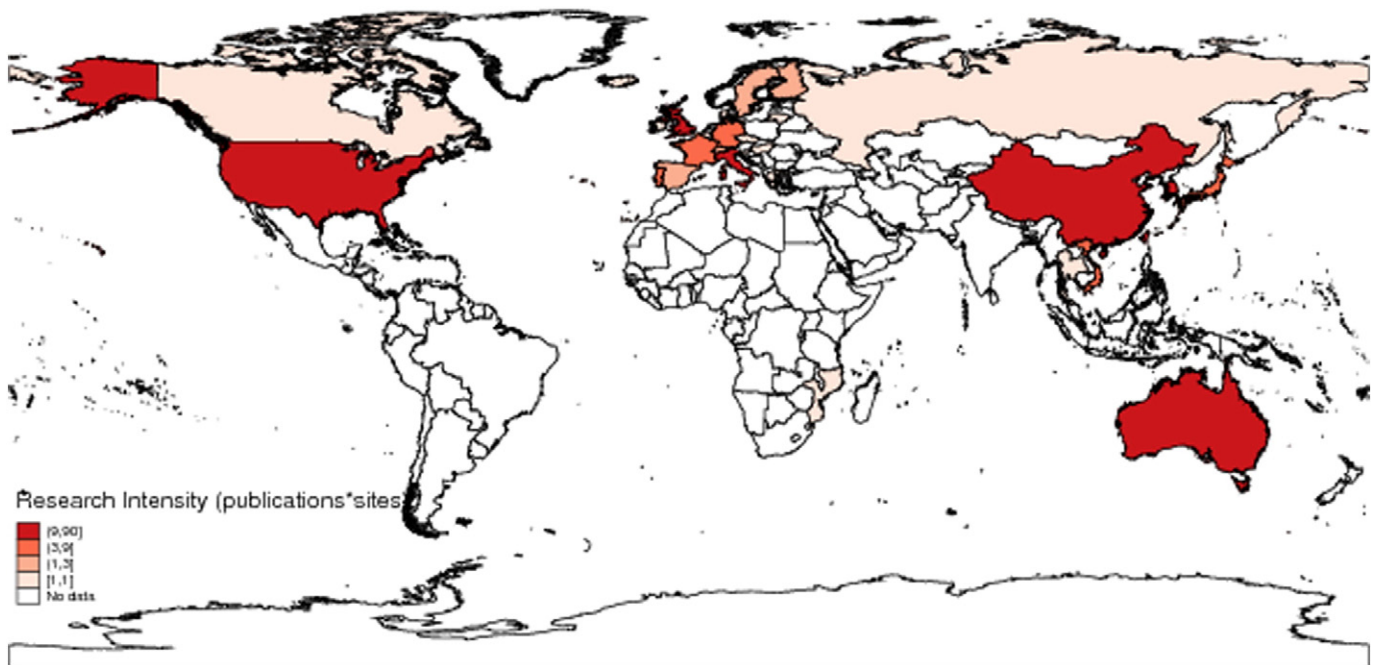 Research Intensity (publications*sites
(9,90]
(3,9]
(1,3]
[1,1]
No data